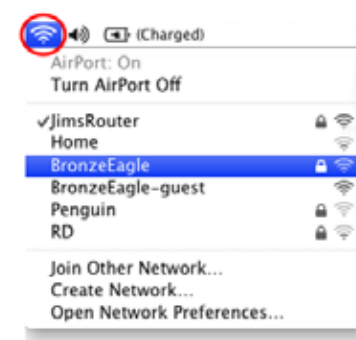 (Charged)
AirPort: On
Turn AirPort Off
✓JimsRouter
Home
BronzeEagle
BronzeEagle-guest
Penguin
RD
Join Other Network...
Create Network...
Open Network Preferences...